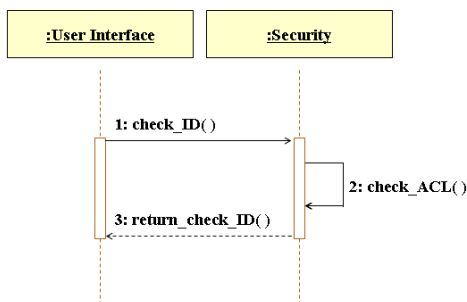 :User Interface
:Security
1: check_ID( )
2: check_ACL( )
3: return_check_ID( )